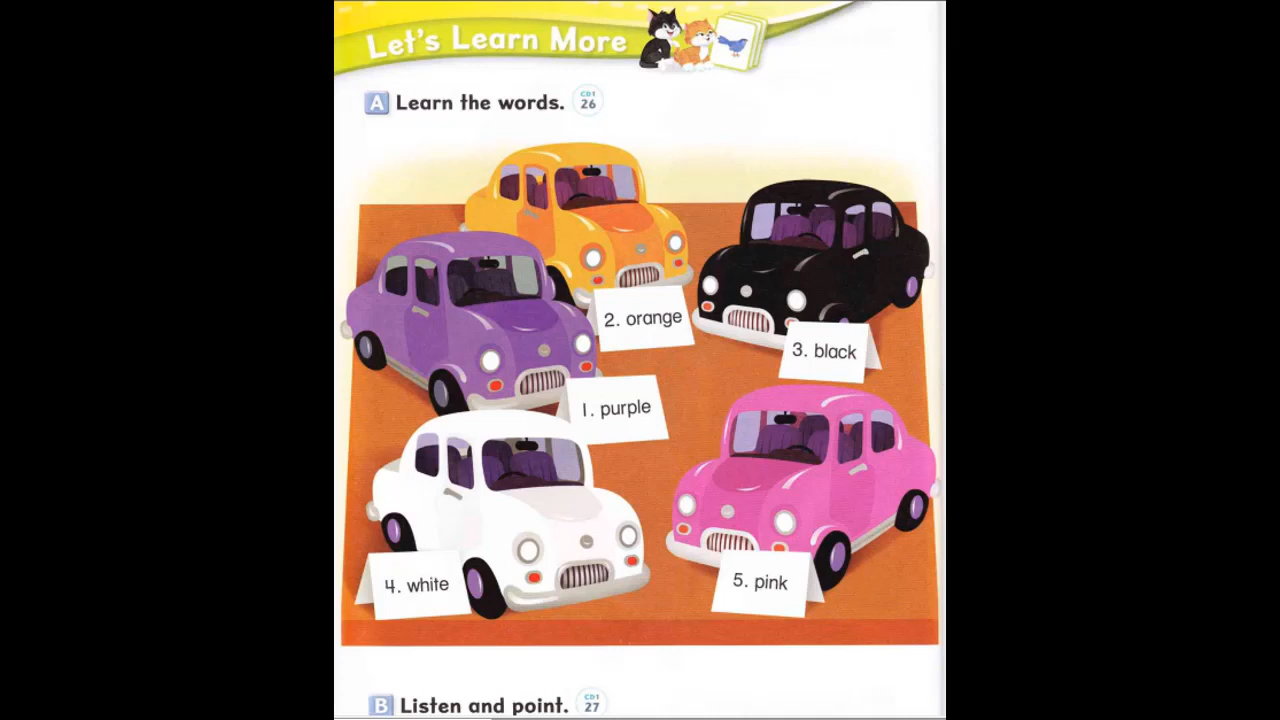 Let's Learn More
A Learn the words. CD1 26
2. orange
3. black
1. purple
4. white
5. pink
B Listen and point. CD1 27